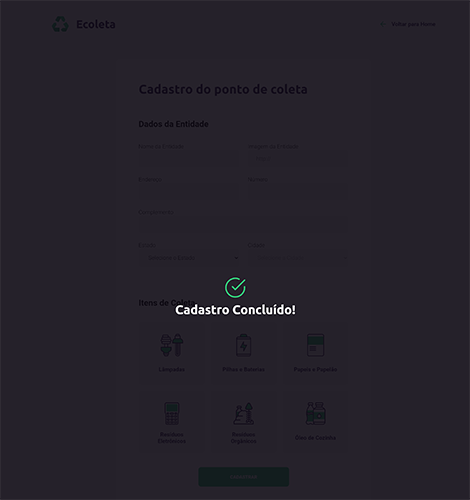 Ecoleta
Voltar para Home
Cadastro do ponto de coleta
Dados da Entidade
Nome da Entidade
Imagem da Entidade
Endereço
Número
Complemento
Estado
Cidade
Itens de Coleta
Cadastro Concluído!
Lâmpadas
Pilhas e Baterias
Papéis e Papelão
Resíduos
Eletrônicos
Resíduos
Orgânicos
Óleo de Cozinha